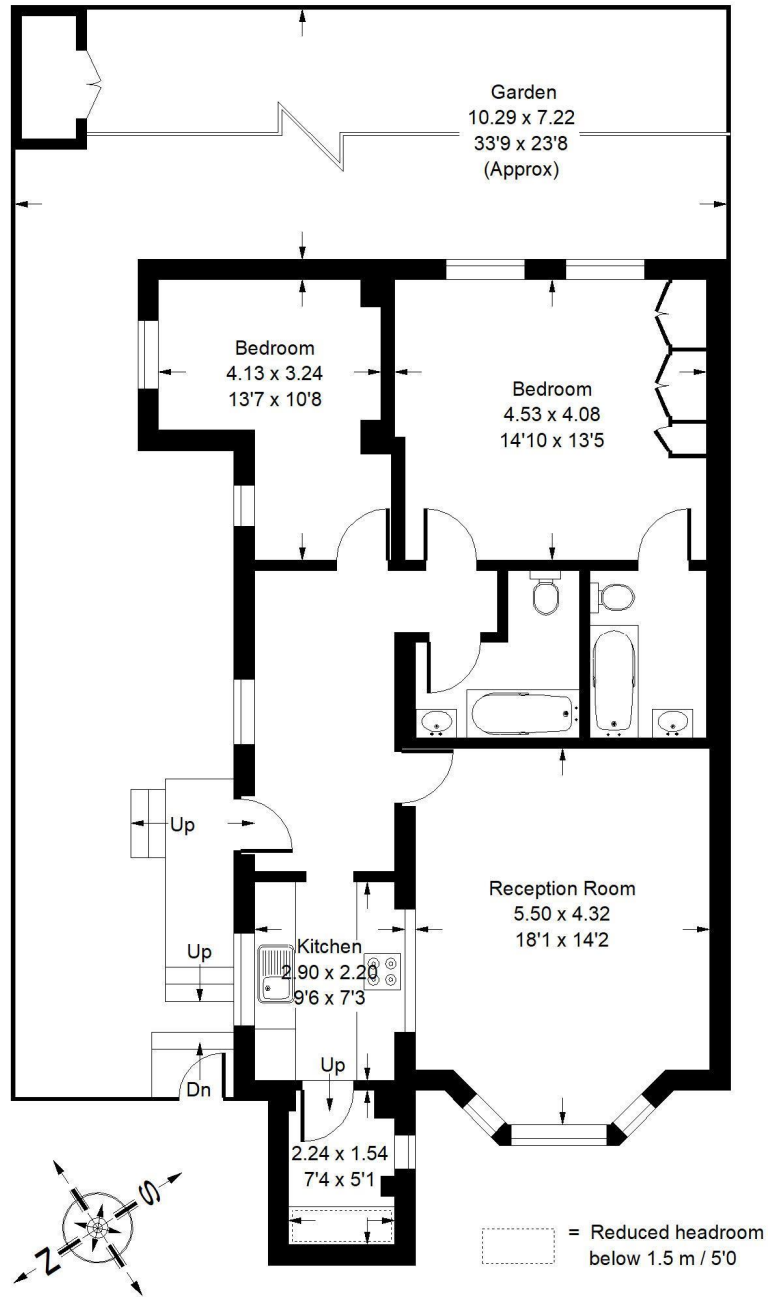 Garden
10.29 x 7.22
33'9 x 23'8
(Approx)
Bedroom
4.13 x 3.24
13'7 x 10'8
Bedroom
4.53 x 4.08
14'10 x 13'5
Up
Reception Room
5.50 x 4.32
18'1 x 14'2
Kitchen
2.90 x 2.20
9'6 x 7'3
Up
Up
Dn
2.24 x 1.54
7'4 x 5'1
S
N
= Reduced headroom
below 1.5 m / 5'0